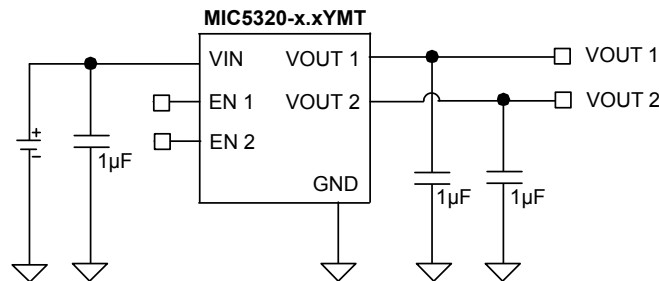 MIC5320-x.xYMT
VIN VOUT 1 VOUT 1
EN 1 VOUT 2 VOUT 2
EN 2
+
–
1µF
GND
1µF 1µF